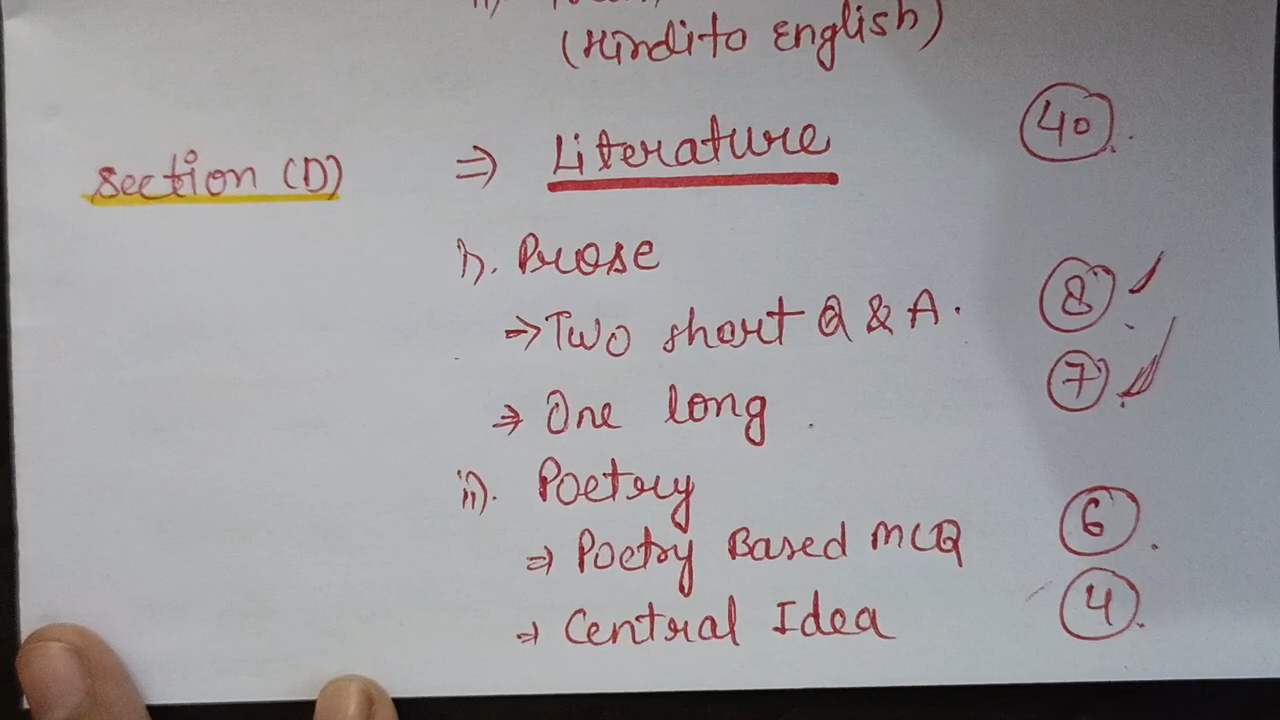 ii)
(Hindi to English)
Section (D) ⇒ Literature 40
i). Prose
⇒ Two short Q & A. 8
⇒ One long 7
ii). Poetry
⇒ Poetry Based MCQ 6
→ Central Idea 4